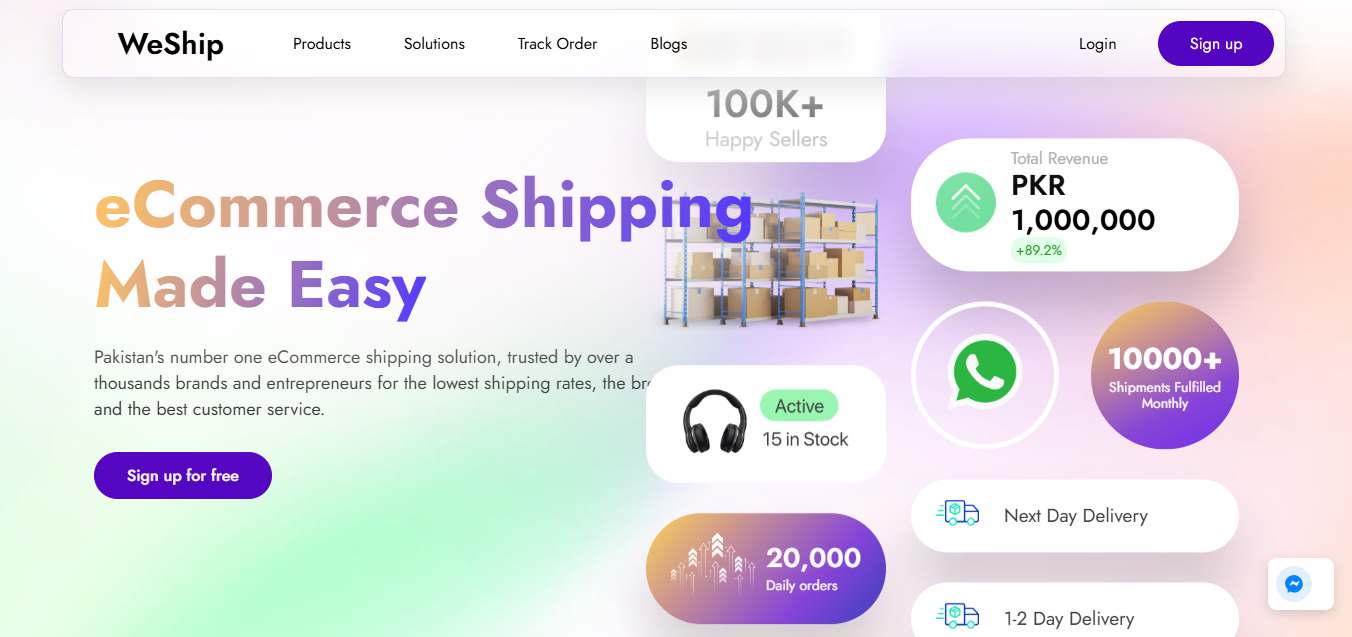 WeShip
Products
Solutions
Track Order
Blogs
Login
Sign up
eCommerce Shipping
Made Easy
Pakistan's number one eCommerce shipping solution, trusted by over a
thousands brands and entrepreneurs for the lowest shipping rates, the
and the best customer service.
Sign up for free
100K+
Happy Sellers
Active
15 in Stock
20,000
Daily orders
Total Revenue
PKR
1,000,000
+89.2%
10000+
Shipments Fulfilled
Monthly
Next Day Delivery
1-2 Day Delivery